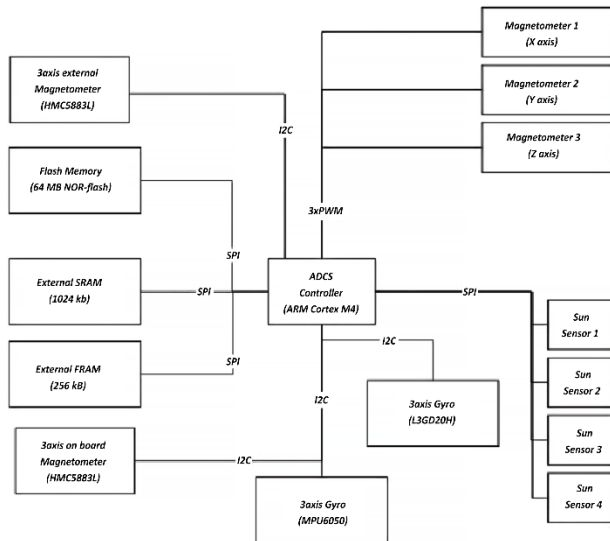 Magnetometer 1
(X axis)
3axis external
Magnetometer
(HMC5883L)
Magnetometer 2
(Y axis)
I2C
Magnetometer 3
(Z axis)
Flash Memory
(64 MB NOR-flash)
3xPWM
SPI
External SRAM
(1024 kb)
SPI
ADCS
Controller
(ARM Cortex M4)
SPI
Sun
Sensor 1
SPI
I2C
External FRAM
(256 kB)
Sun
Sensor 2
I2C
3axis Gyro
(L3GD20H)
Sun
Sensor 3
3axis on board
Magnetometer
(HMC5883L)
I2C
3axis Gyro
(MPU6050)
Sun
Sensor 4